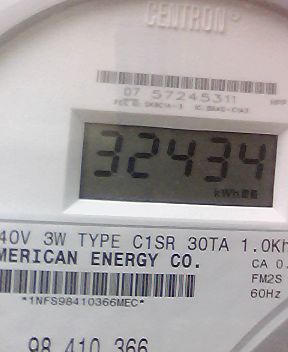 CENTRON®
07 57245311
32434
kWh
40V 3W TYPE C1SR 30TA 1.0Kh
MERICAN ENERGY CO.
CA 0.
FM2S
60Hz
*1NFS98410366MEC*
98 410 366